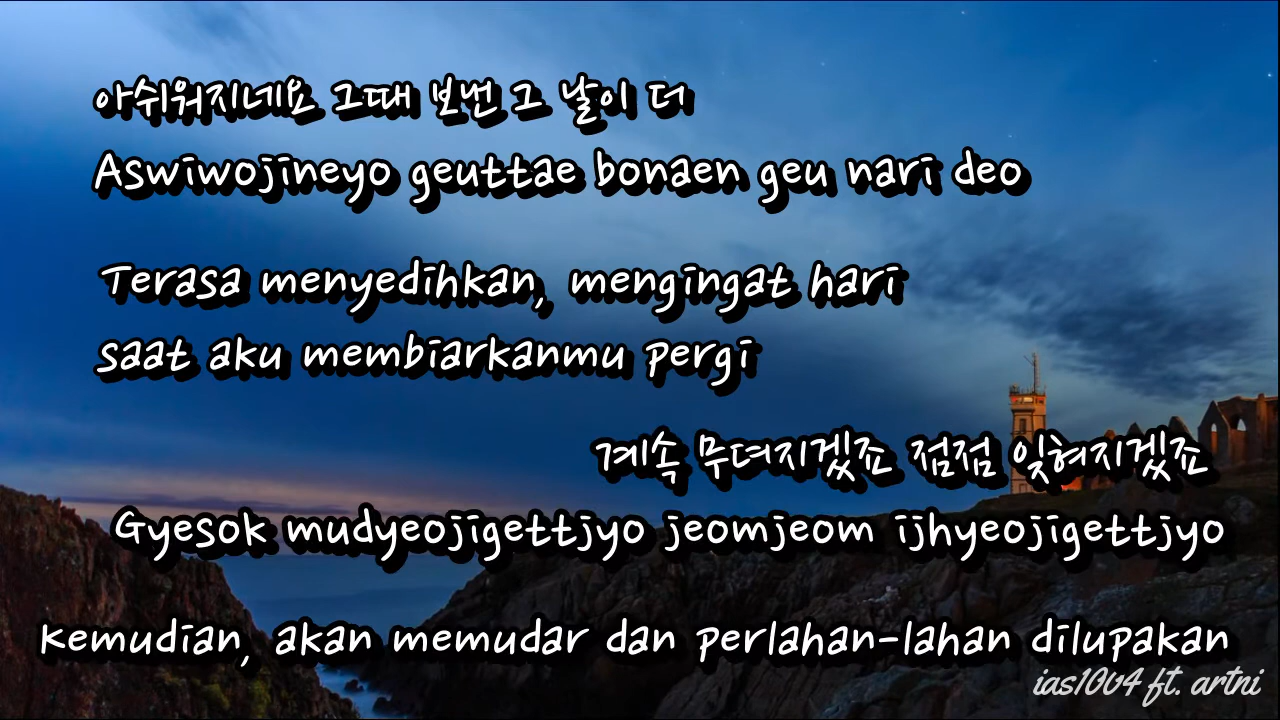 아쉬워지네요 그때 보낸 그 날이 더
Aswiwojineyo geuttae bonaen geu nari deo
Terasa menyedihkan, mengingat hari
saat aku membiarkanmu pergi
계속 무뎌지겠죠 점점 잊혀지겠죠
Gyesok mudyeojigettjyo jeomjeom ijhyeojigettjyo
Kemudian, akan memudar dan perlahan-lahan dilupakan
ias10v4 ft. artni